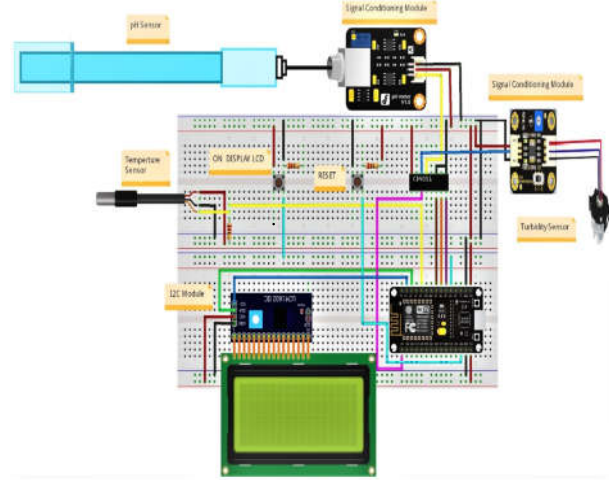 pH Sensor
Signal Conditioning Module
Signal Conditioning Module
Temperture
Sensor
ON DISPLAY LCD
RESET
Turbidity Sensor
I2C Module